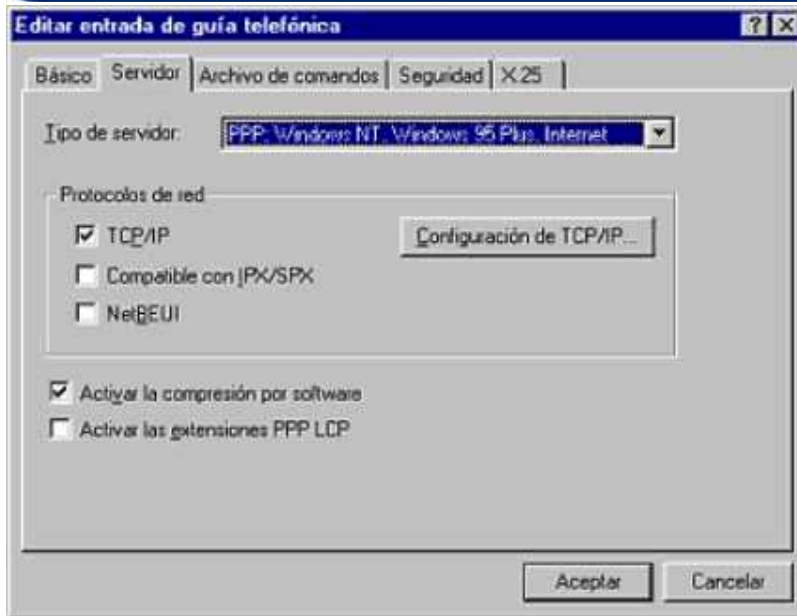 Editar entrada de guía telefónica
Básico Servidor Archivo de comandos Seguridad X.25
Tipo de servidor: PPP: Windows NT, Windows 95 Plus, Internet
Protocolos de red
TCP/IP Configuración de TCP/IP...
Compatible con IPX/SPX
NetBEUI
Activar la compresión por software
Activar las extensiones PPP LCP
Aceptar Cancelar